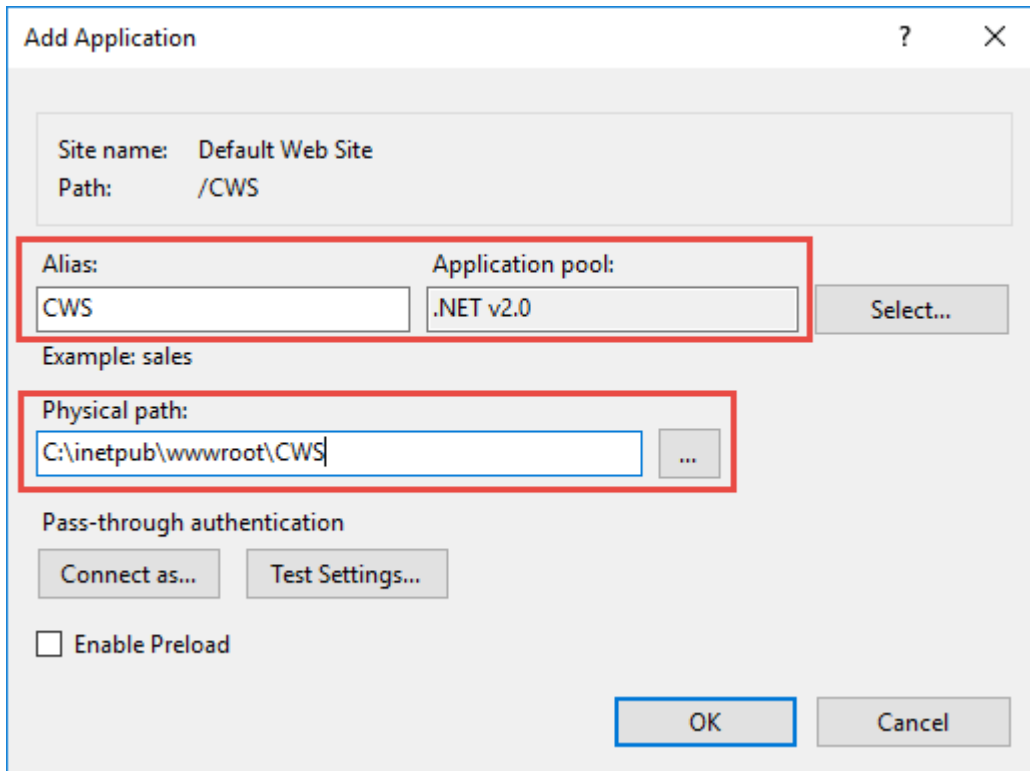 Add Application
?
Site name: Default Web Site
Path: /CWS
Alias: Application pool:
CWS .NET v2.0 Select...
Example: sales
Physical path:
C:\inetpub\wwwroot\CWS ...
Pass-through authentication
Connect as... Test Settings...
Enable Preload
OK Cancel